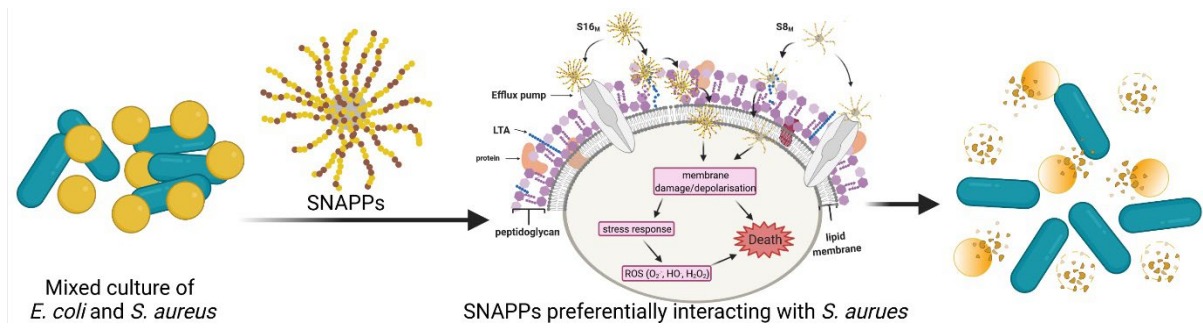 Mixed culture of
E. coli and S. aureus
SNAPPs
S16M
S8M
Efflux pump
LTA
protein
peptidoglycan
membrane
damage/depolarisation
stress response
Death
ROS (O₂⁻, HO, H₂O₂)
lipid
membrane
SNAPPs preferentially interacting with S. aurues